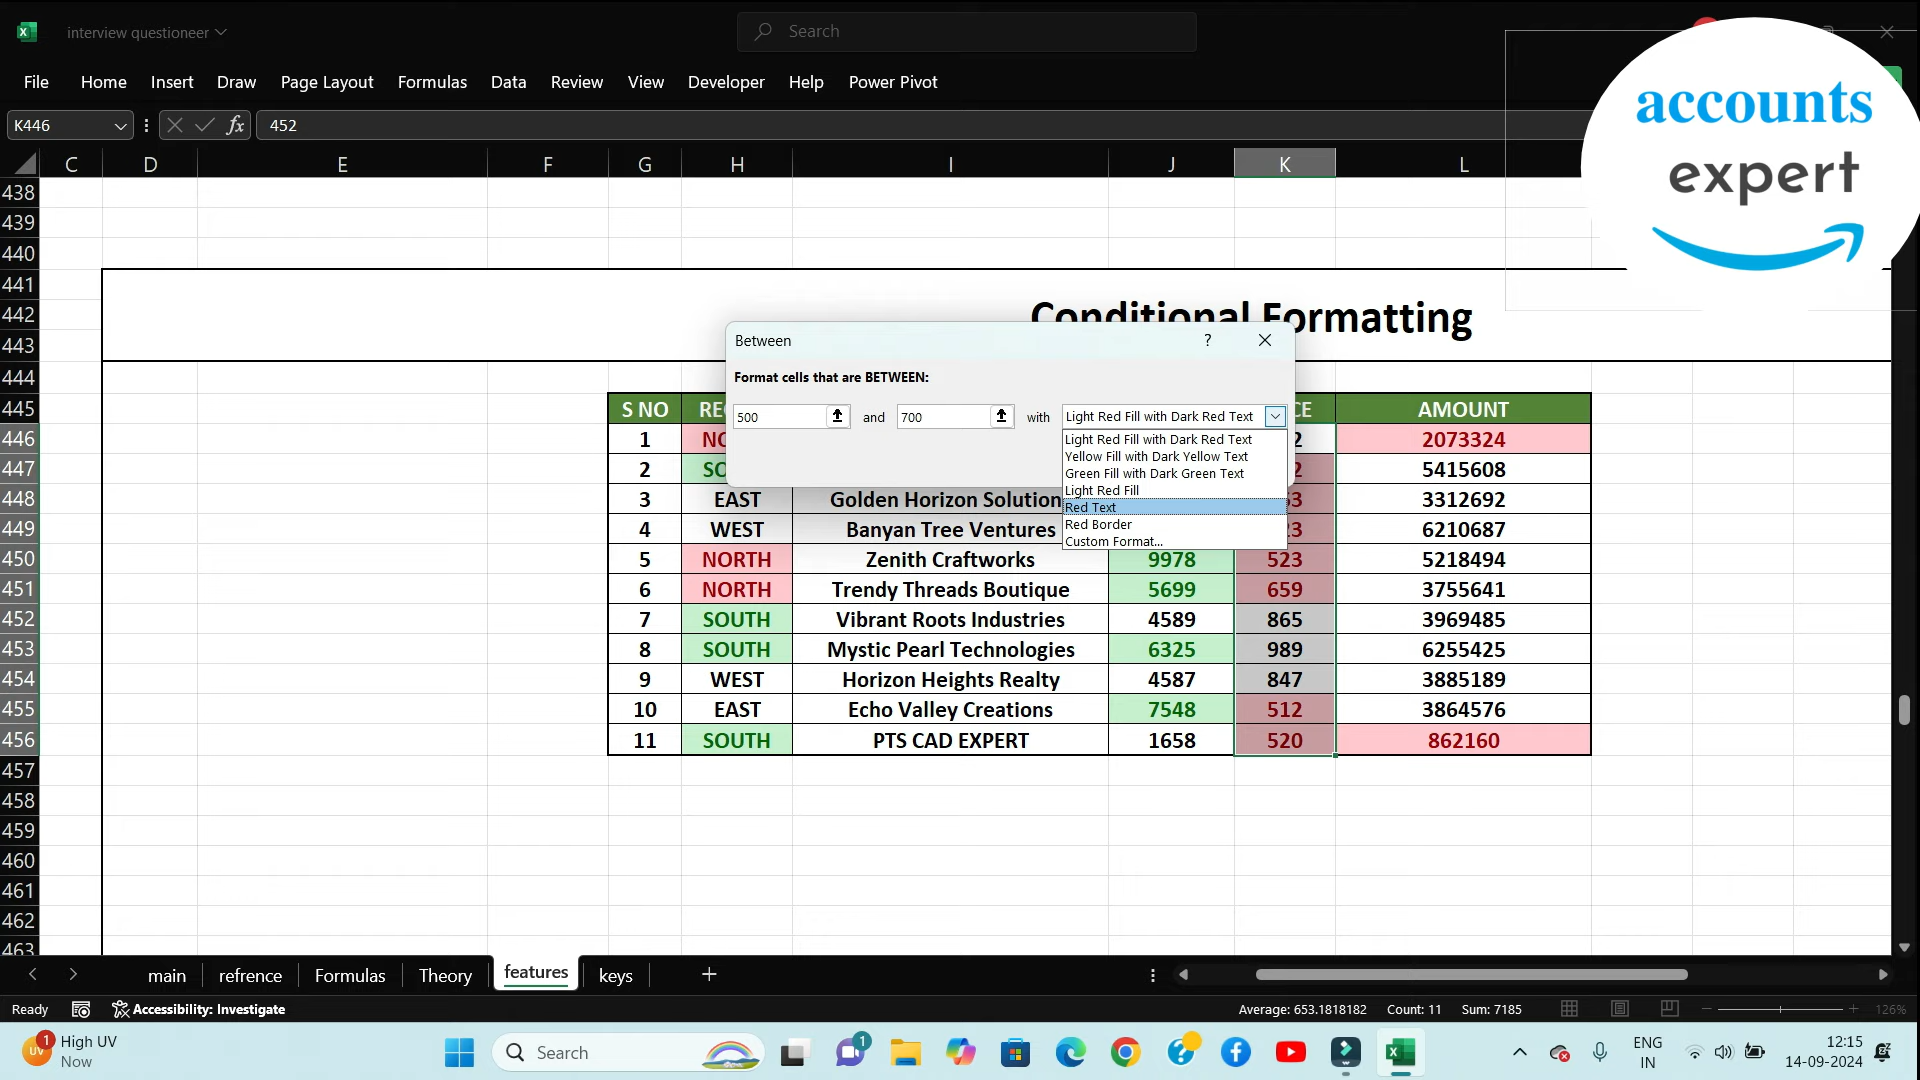 interview questioneer
Search
accounts
expert
File Home Insert Draw Page Layout Formulas Data Review View Developer Help Power Pivot
K446 fx 452
C D E F G H I J K L
438
439
440
441
442 Conditional Formatting
443
444
Between ?
Format cells that are BETWEEN:
500 and 700 with Light Red Fill with Dark Red Text
Light Red Fill with Dark Red Text
Yellow Fill with Dark Yellow Text
Green Fill with Dark Green Text
Light Red Fill
Red Text
Red Border
Custom Format...
445 S NO AMOUNT
446 1 2073324
447 2 5415608
448 3 EAST Golden Horizon 3312692
449 4 WEST Banyan Tree Ventures 6210687
450 5 NORTH Zenith Craftworks 9978 523 5218494
451 6 NORTH Trendy Threads Boutique 5699 659 3755641
452 7 SOUTH Vibrant Roots Industries 4589 865 3969485
453 8 SOUTH Mystic Pearl Technologies 6325 989 6255425
454 9 WEST Horizon Heights Realty 4587 847 3885189
455 10 EAST Echo Valley Creations 7548 512 3864576
456 11 SOUTH PTS CAD EXPERT 1658 520 862160
457
458
459
460
461
462
463
main refrence Formulas Theory features keys
Ready Accessibility: Investigate Average: 653.1818182 Count: 11 Sum: 7185 126%
High UV
Now
Search
1
1
UV
ENG
IN
12:15
14-09-2024